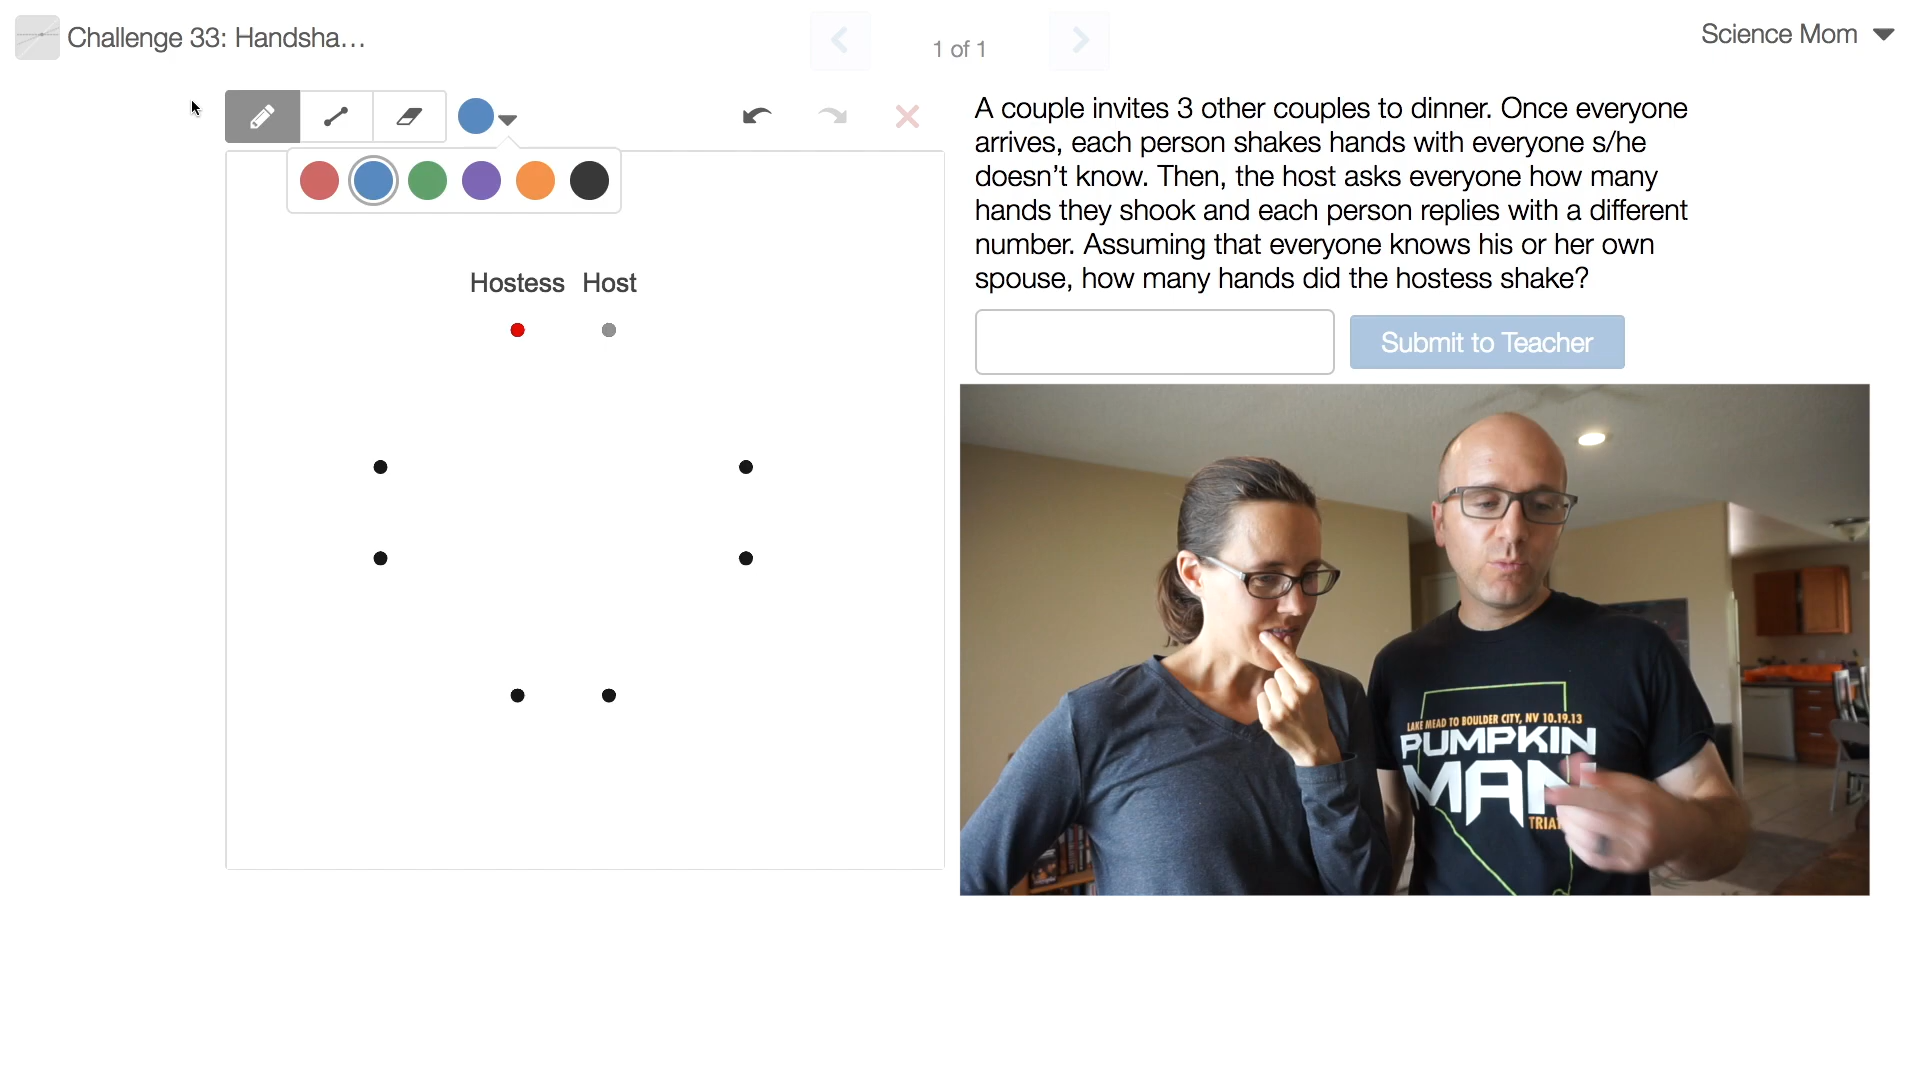 Challenge 33: Handsha...
1 of 1
Science Mom
A couple invites 3 other couples to dinner. Once everyone
arrives, each person shakes hands with everyone s/he
doesn't know. Then, the host asks everyone how many
hands they shook and each person replies with a different
number. Assuming that everyone knows his or her own
spouse, how many hands did the hostess shake?
Submit to Teacher
Hostess Host
LAKE MEAD TO BOULDER CITY, NV 10.19.13
PUMPKIN
MAN